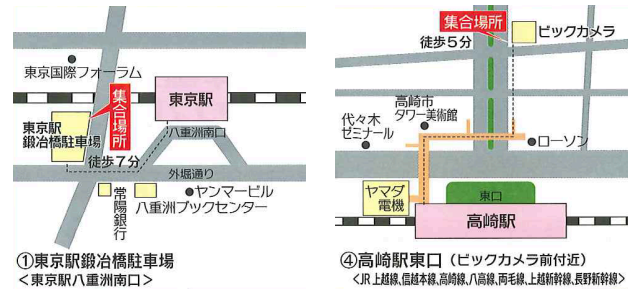 東京国際フォーラム
集合場所
東京駅
東京駅
鍛冶橋駐車場
八重洲南口
徒歩7分
外堀通り
常陽銀行
ヤンマービル
八重洲ブックセンター
①東京駅鍛冶橋駐車場
<東京駅八重洲南口>
集合場所
徒歩5分
ビックカメラ
高崎市
タワー美術館
代々木
ゼミナール
ローソン
ヤマダ
電機
東口
高崎駅
④高崎駅東口（ビックカメラ前付近）
<JR上越線、信越本線、高崎線、八高線、両毛線、上越新幹線、長野新幹線>